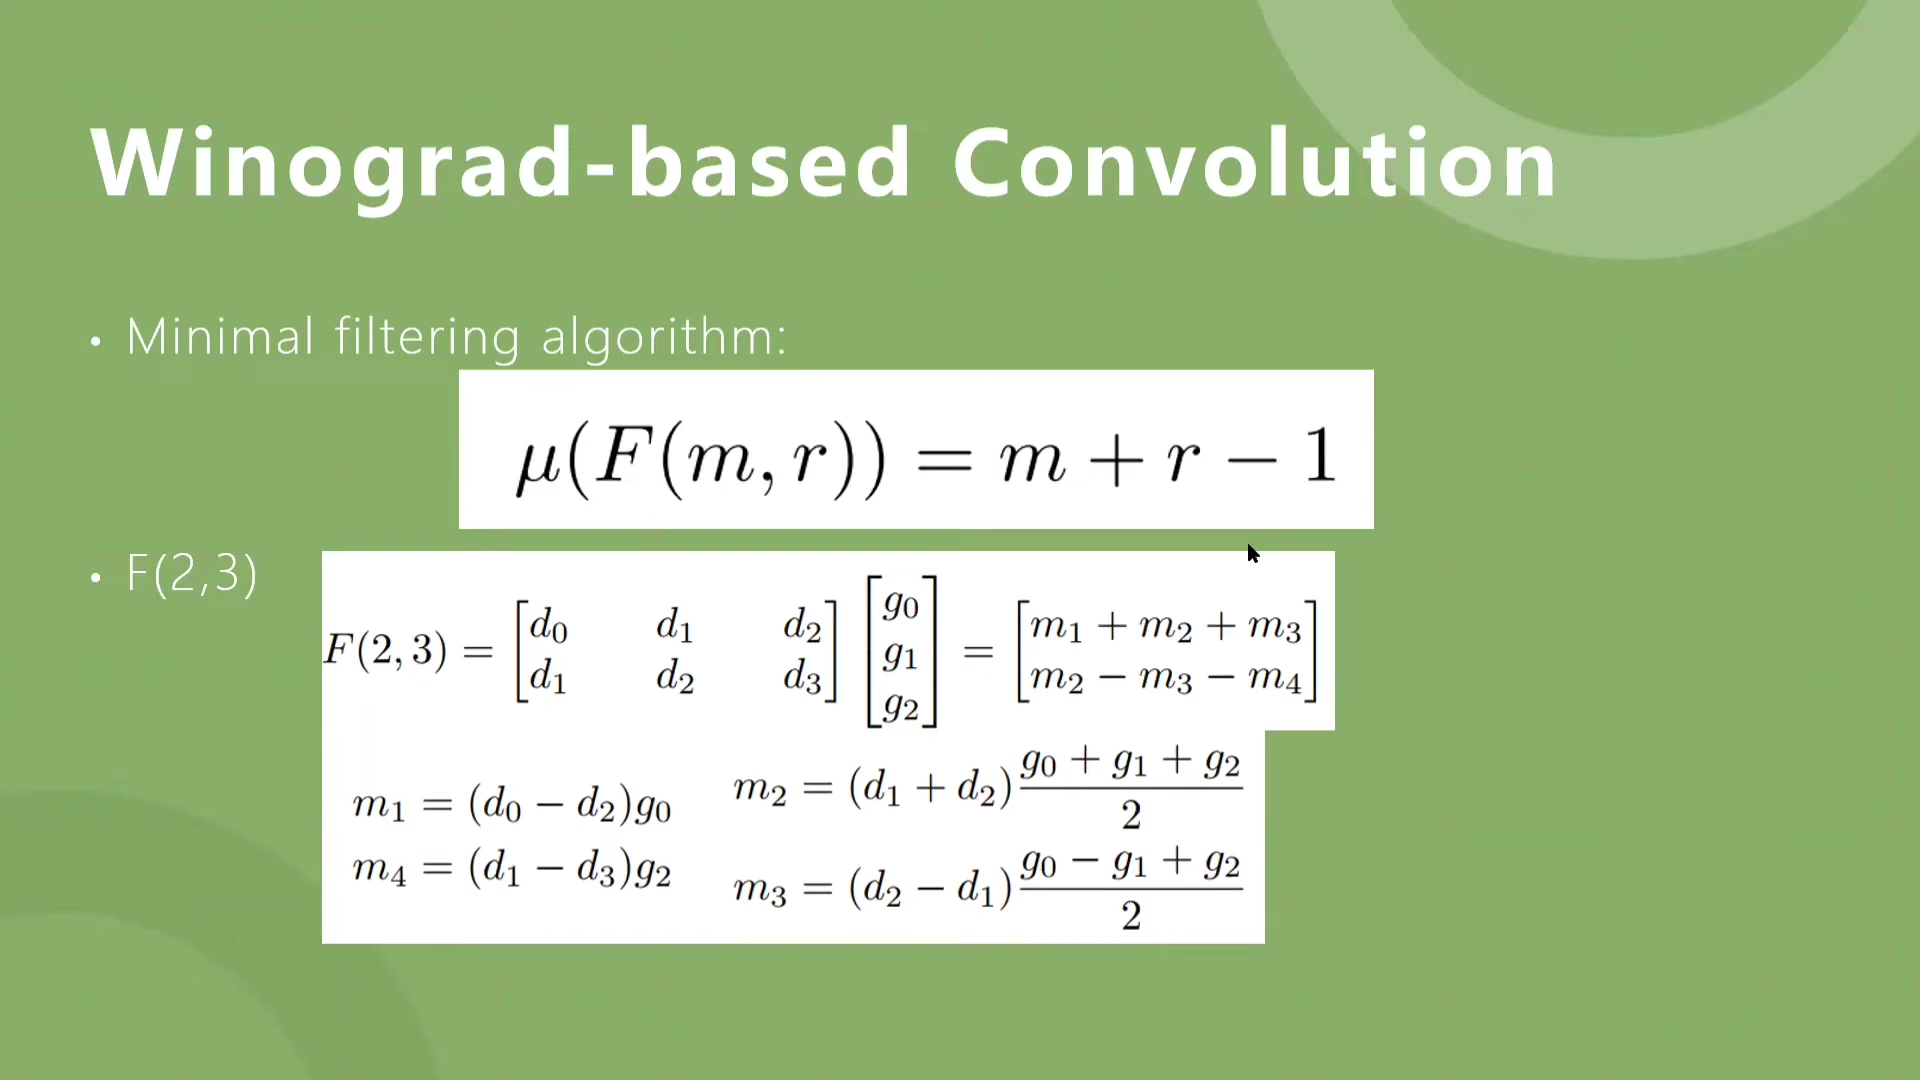 Winograd-based Convolution
• Minimal filtering algorithm:
μ(F(m, r)) = m + r − 1
• F(2,3)
F(2, 3) = [d₀ d₁ d₂; d₁ d₂ d₃] [g₀; g₁; g₂] = [m₁ + m₂ + m₃; m₂ − m₃ − m₄]
m₁ = (d₀ − d₂)g₀
m₂ = (d₁ + d₂) (g₀ + g₁ + g₂)/2
m₄ = (d₁ − d₃)g₂
m₃ = (d₂ − d₁) (g₀ − g₁ + g₂)/2